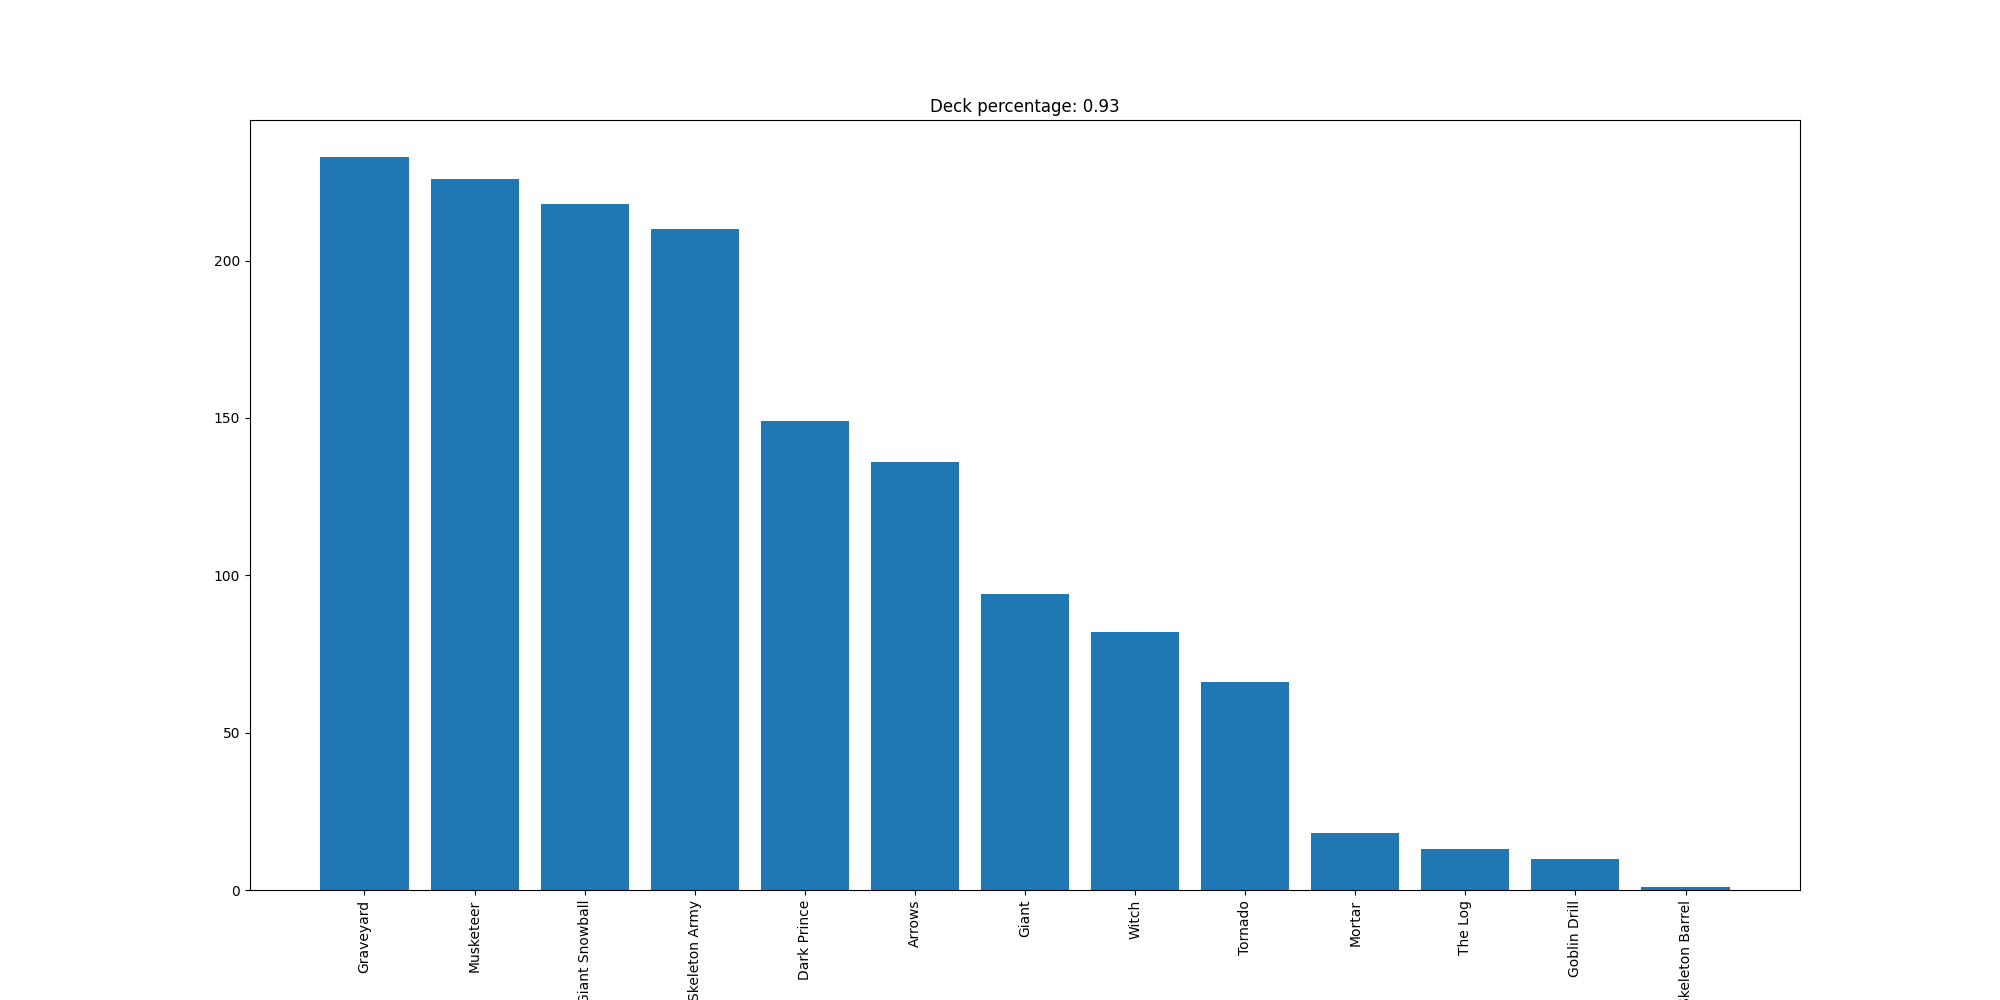 Deck percentage: 0.93
200
150
100
50
0
Graveyard
Musketeer
Giant Snowball
Skeleton Army
Dark Prince
Arrows
Giant
Witch
Tornado
Mortar
The Log
Goblin Drill
Skeleton Barrel